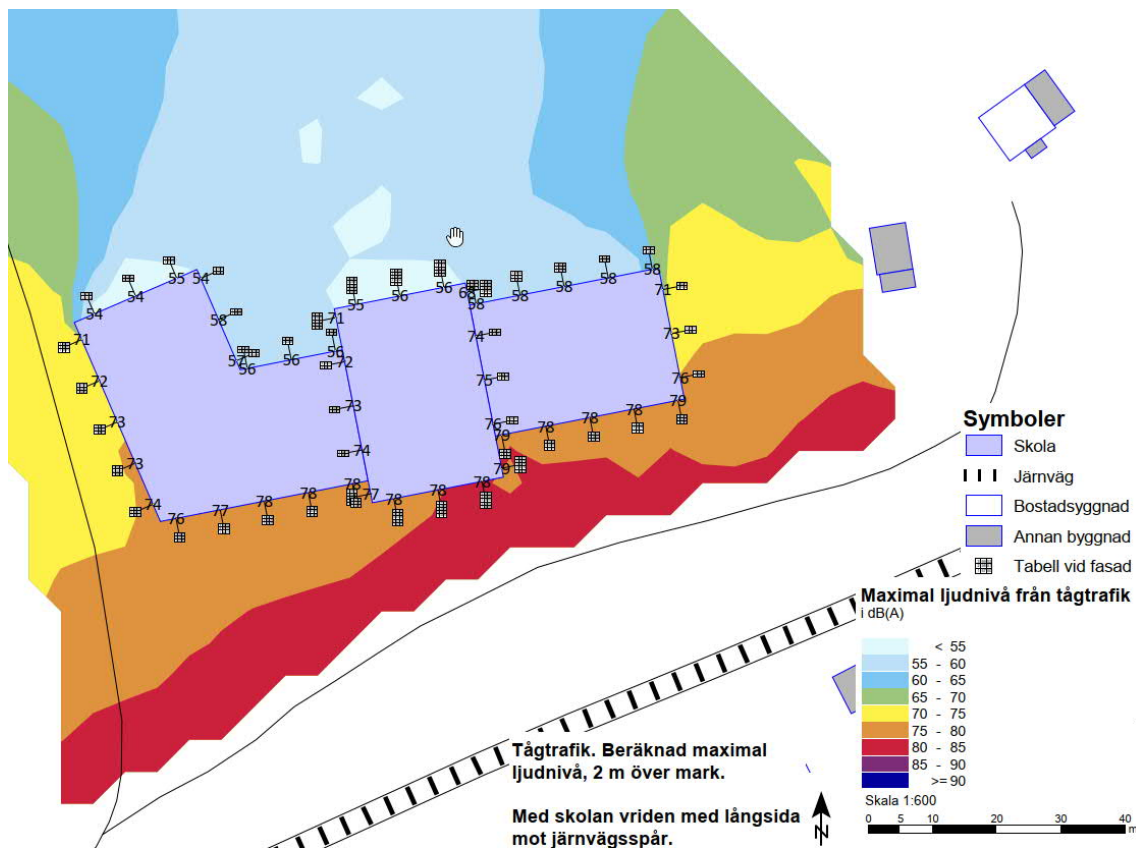 55
54
58
54
55
58
54
56
58
54
56
58
55
58
71
71
58
73
74
57
56
56
56
72
71
75
76
72
73
79
76
78
73
78
79
78
73
74
79
78
78
74
78
77
78
78
77
76
78
Symboler
Skola
Järnväg
Bostadsyggnad
Annan byggnad
Tabell vid fasad
Maximal ljudnivå från tågtrafik
i dB(A)
< 55
55 - 60
60 - 65
65 - 70
70 - 75
75 - 80
80 - 85
85 - 90
>= 90
Skala 1:600
0 5 10 20 30 40
m
N
Tågtrafik. Beräknad maximal
ljudnivå, 2 m över mark.
Med skolan vriden med långsida
mot järnvägsspår.